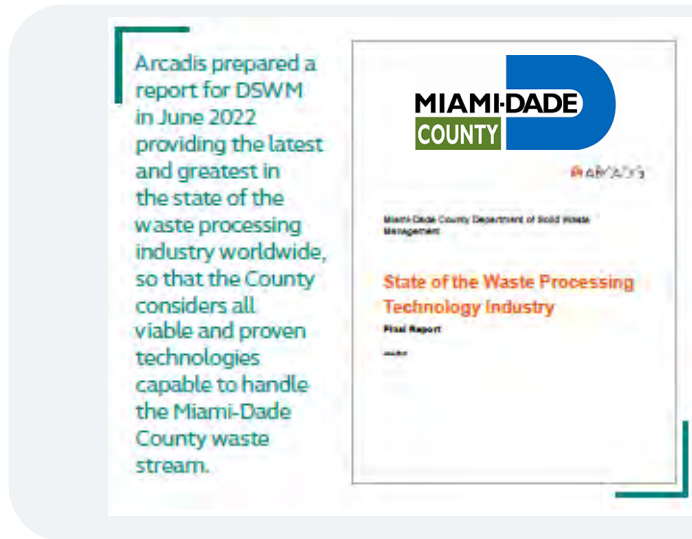 Arcadis prepared a
report for DSWM
in June 2022
providing the latest
and greatest in
the state of the
waste processing
industry worldwide,
so that the County
considers all
viable and proven
technologies
capable to handle
the Miami-Dade
County waste
stream.
MIAMI-DADE
COUNTY
ARCADIS
Miami-Dade County Department of Solid Waste
Management
State of the Waste Processing
Technology Industry
Final Report